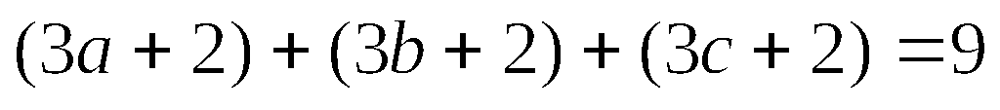 (3a + 2) + (3b + 2) + (3c + 2) =9